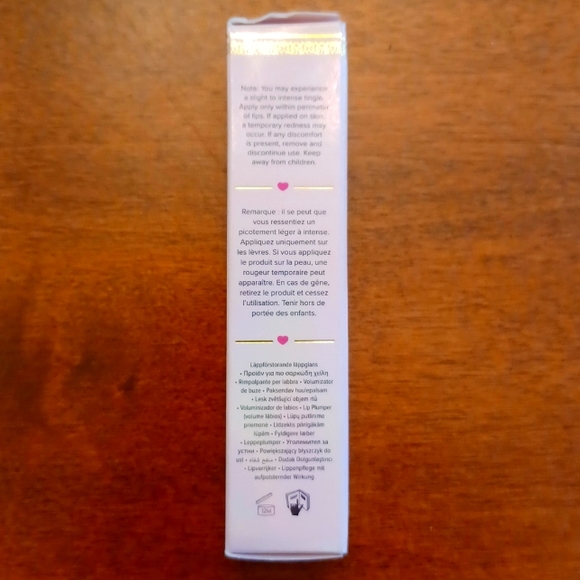 Note: You may experience
a slight to intense tingle.
Apply only within perimeter
of lips. If applied on skin,
a temporary redness may
occur. If any discomfort
is present, remove and
discontinue use. Keep
away from children.
Remarque : il se peut que
vous ressentiez un
picotement léger à intense.
Appliquez uniquement sur
les lèvres. Si vous appliquez
le produit sur la peau, une
rougeur temporaire peut
apparaître. En cas de gêne,
retirez le produit et cessez
l'utilisation. Tenir hors de
portée des enfants.
Läppförstorande läppglans
• Προϊόν για πιο σαρκώδη χείλη
• Rimpolpante per labbra • Volumizator
de buze • Paksendav huulepalsam
• Lesk zvětšující objem rtů
• Voluminizador de labios • Lip Plumper
(volume lábios) • Lūpų putlinimo
priemonė • Lūpām
• Fyldigere læber
• Leppeplumper • Уплътнител за
устни • Powiększający błyszczyk do
ust • Dudak Dolgunlaştırıcı
• Lipverrijker • Lippenpflege mit
aufpolsternder Wirkung
12M